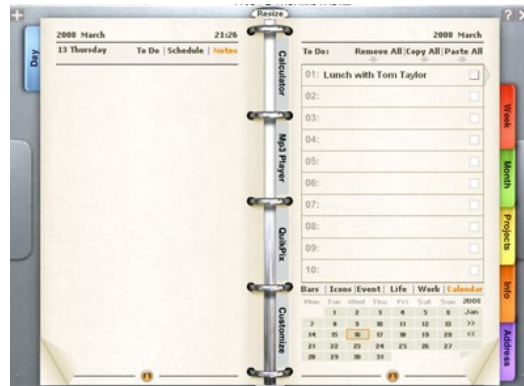 Resize
2008 March 21:26
13 Thursday To Do | Schedule | Notes
Day
Calculator
Mp3 Player
QuikPix
Customize
2008 March
To Do: Remove All | Copy All | Paste All
01: Lunch with Tom Taylor
02:
03:
04:
05:
06:
07:
08:
09:
10:
Bars | Icons | Event | Life | Work | Calendar
Mon Tue Wed Thu Fri Sat Sun 2008
1 2 3 4 5 6 Jan
7 8 9 10 11 12 13 >>
14 15 16 17 18 19 20 <<
21 22 23 24 25 26 27
28 29 30 31
Week
Month
Projects
Info
Address